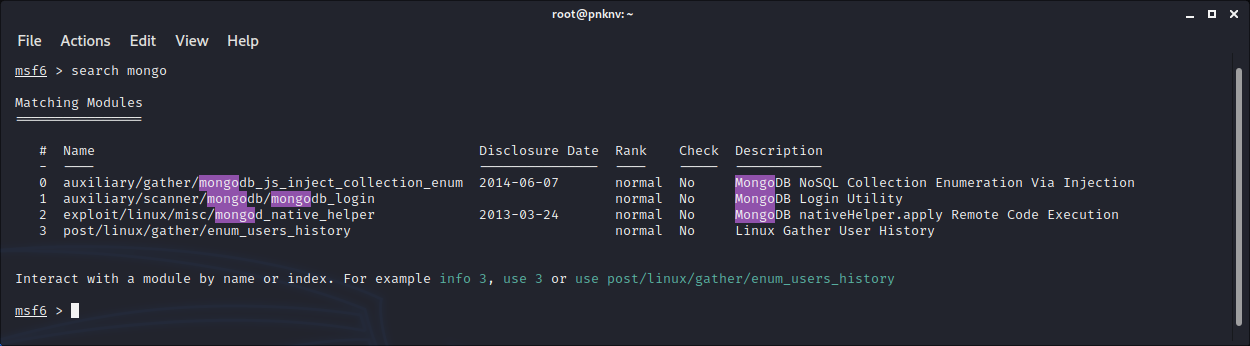 root@pnknv: ~
File Actions Edit View Help
msf6 > search mongo
Matching Modules
================
# Name Disclosure Date Rank Check Description
- ---- --------------- ---- ----- -----------
0 auxiliary/gather/mongodb_js_inject_collection_enum 2014-06-07 normal No MongoDB NoSQL Collection Enumeration Via Injection
1 auxiliary/scanner/mongodb/mongodb_login normal No MongoDB Login Utility
2 exploit/linux/misc/mongod_native_helper 2013-03-24 normal No MongoDB nativeHelper.apply Remote Code Execution
3 post/linux/gather/enum_users_history normal No Linux Gather User History
Interact with a module by name or index. For example info 3, use 3 or use post/linux/gather/enum_users_history
msf6 >